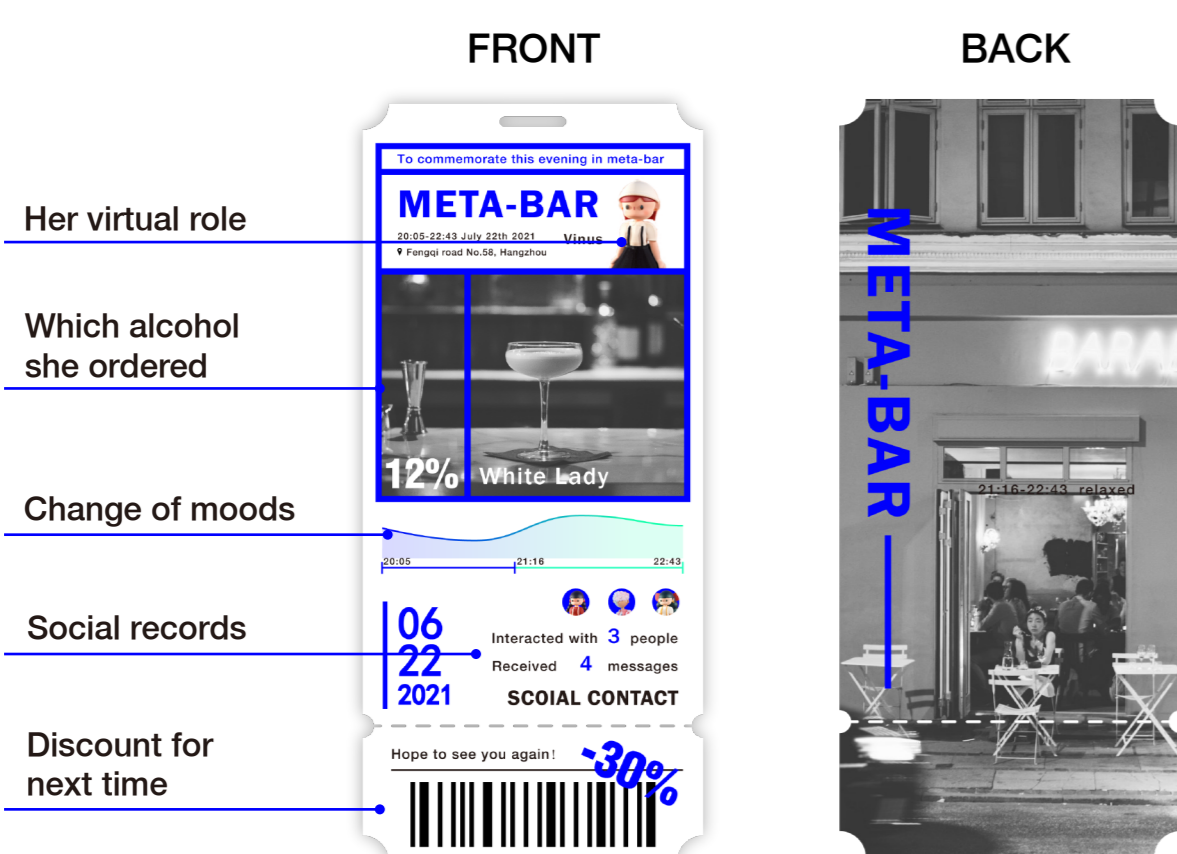 FRONT
BACK
Her virtual role
Which alcohol
she ordered
Change of moods
Social records
Discount for
next time
To commemorate this evening in meta-bar
META-BAR
20:05-22:43 July 22th 2021
Vinus
Fengqi road No.58, Hangzhou
12%
White Lady
20:05
21:16
22:43
06
22
2021
Interacted with 3 people
Received 4 messages
SCOIAL CONTACT
Hope to see you again!
-30%
META-BAR
21:16-22:43 relaxed